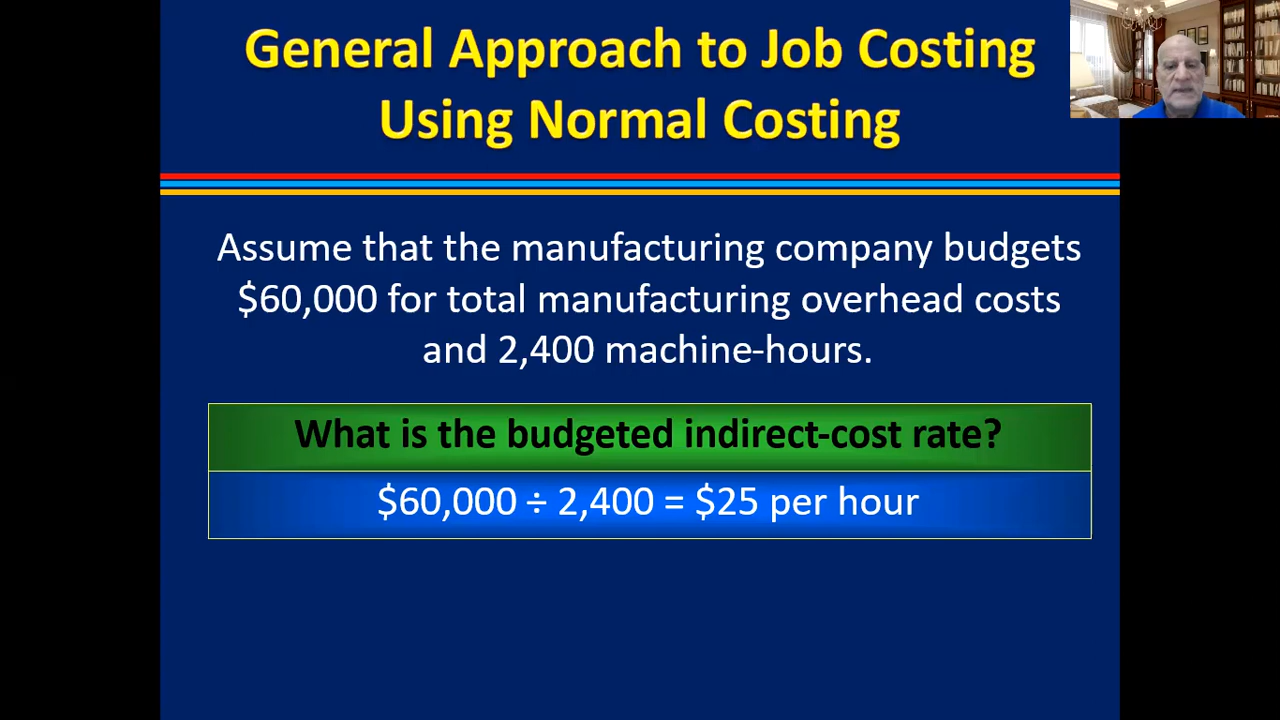 General Approach to Job Costing
Using Normal Costing
Assume that the manufacturing company budgets
$60,000 for total manufacturing overhead costs
and 2,400 machine-hours.
What is the budgeted indirect-cost rate?
$60,000 ÷ 2,400 = $25 per hour